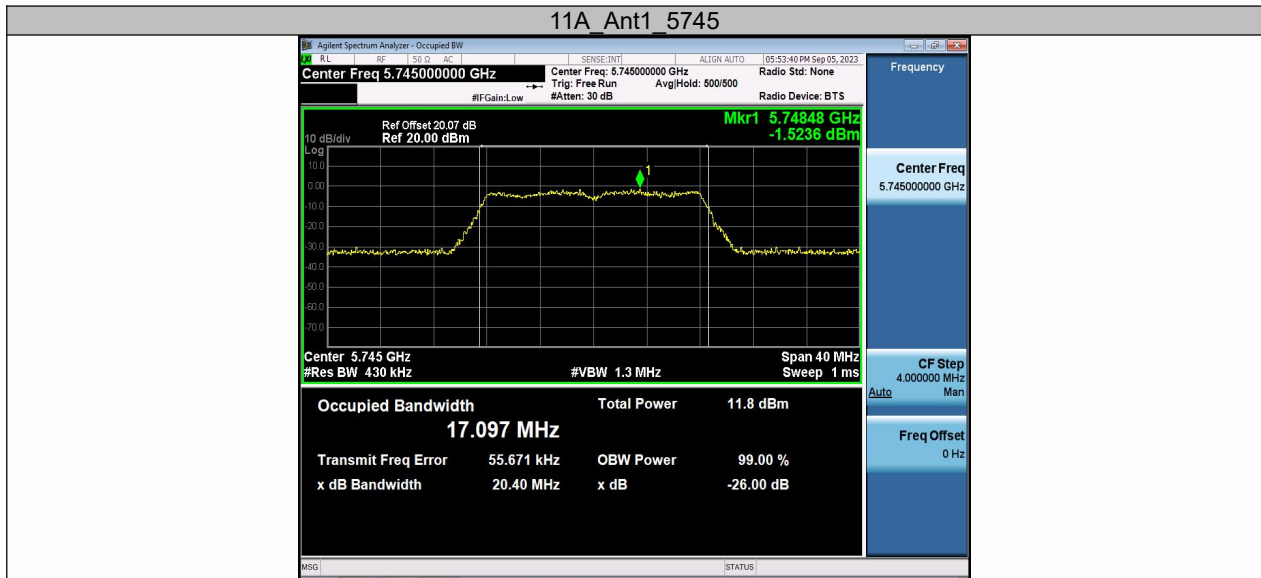 11A_Ant1_5745
Agilent Spectrum Analyzer - Occupied BW
RL RF 50 Ω AC SENSE:INT ALIGN AUTO 05:53:40 PM Sep 05, 2023
Center Freq 5.745000000 GHz
Center Freq: 5.745000000 GHz Radio Std: None
Trig: Free Run Avg|Hold: 500/500
#IFGain:Low #Atten: 30 dB Radio Device: BTS
Frequency
Mkr1 5.74848 GHz
-1.5236 dBm
Ref Offset 20.07 dB
10 dB/div Ref 20.00 dBm
Log
10.0
0.00
-10.0
-20.0
-30.0
-40.0
-50.0
-60.0
-70.0
1
Center 5.745 GHz Span 40 MHz
#Res BW 430 kHz #VBW 1.3 MHz Sweep 1 ms
Occupied Bandwidth Total Power 11.8 dBm
17.097 MHz
Transmit Freq Error 55.671 kHz OBW Power 99.00 %
x dB Bandwidth 20.40 MHz x dB -26.00 dB
Center Freq
5.745000000 GHz
CF Step
4.000000 MHz
Auto Man
Freq Offset
0 Hz
MSG STATUS